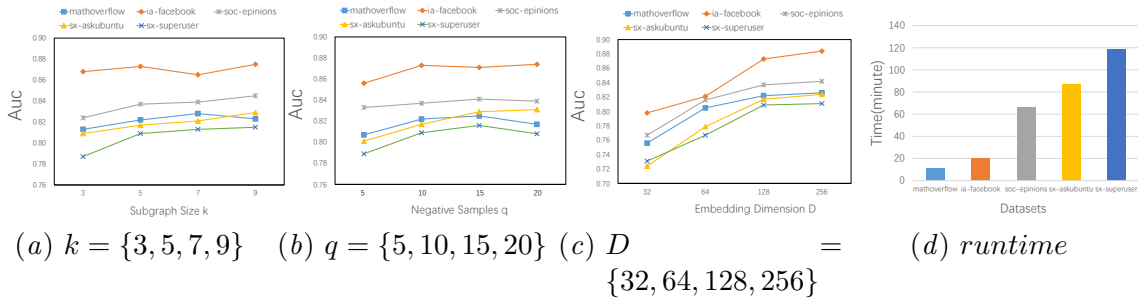 mathoverflow ia-facebook soc-epinions
sx-askubuntu sx-superuser
Auc
0.90
0.88
0.86
0.84
0.82
0.80
0.78
0.76
3 5 7 9
Subgraph Size k
(a) k = {3, 5, 7, 9}
mathoverflow ia-facebook soc-epinions
sx-askubuntu sx-superuser
Auc
0.90
0.88
0.86
0.84
0.82
0.80
0.78
0.76
5 10 15 20
Negative Samples q
(b) q = {5, 10, 15, 20}
mathoverflow ia-facebook soc-epinions
sx-askubuntu sx-superuser
Auc
0.90
0.88
0.86
0.84
0.82
0.80
0.78
0.76
0.74
0.72
0.70
32 64 128 256
Embedding Dimension D
(c) D =
{32, 64, 128, 256}
Time(minute)
140
120
100
80
60
40
20
0
mathoverflow ia-facebook soc-epinions sx-askubuntu sx-superuser
Datasets
(d) runtime